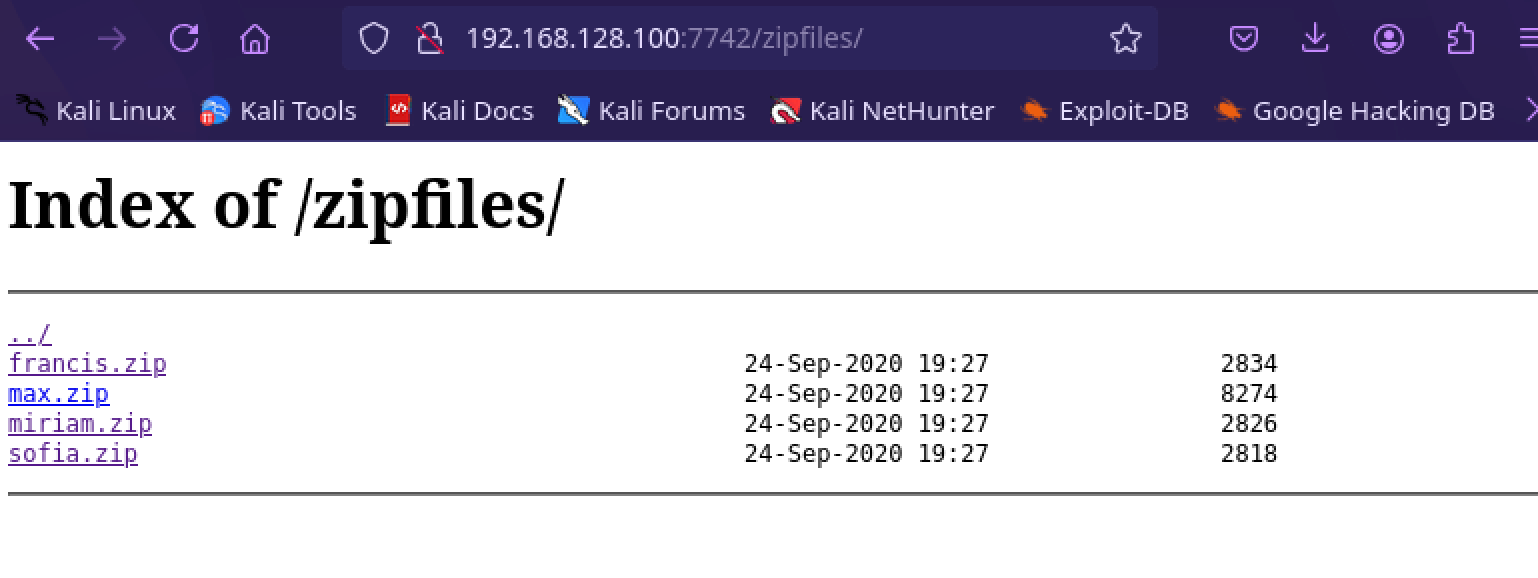 192.168.128.100:7742/zipfiles/
Kali Linux Kali Tools Kali Docs Kali Forums Kali NetHunter Exploit-DB Google Hacking DB
Index of /zipfiles/
../
francis.zip 24-Sep-2020 19:27 2834
max.zip 24-Sep-2020 19:27 8274
miriam.zip 24-Sep-2020 19:27 2826
sofia.zip 24-Sep-2020 19:27 2818